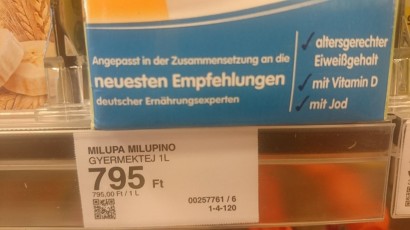 Angepasst in der Zusammensetzung an die
neuesten Empfehlungen
deutscher Ernährungsexperten
✓altersgerechter
Eiweißgehalt
✓mit Vitamin D
✓mit Jod
MILUPA MILUPINO
GYERMEKTEJ 1L
795 Ft
795,00 Ft / 1 L
00257761 / 6
1-4-120